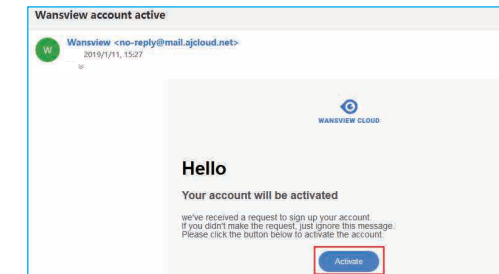 Wansview account active
W
Wansview <no-reply@mail.ajcloud.net>
2019/1/11, 15:27
WANSVIEW CLOUD
Hello
Your account will be activated
we've received a request to sign up your account.
If you didn't make the request, just ignore this message.
Please click the button below to activate the account.
Activate